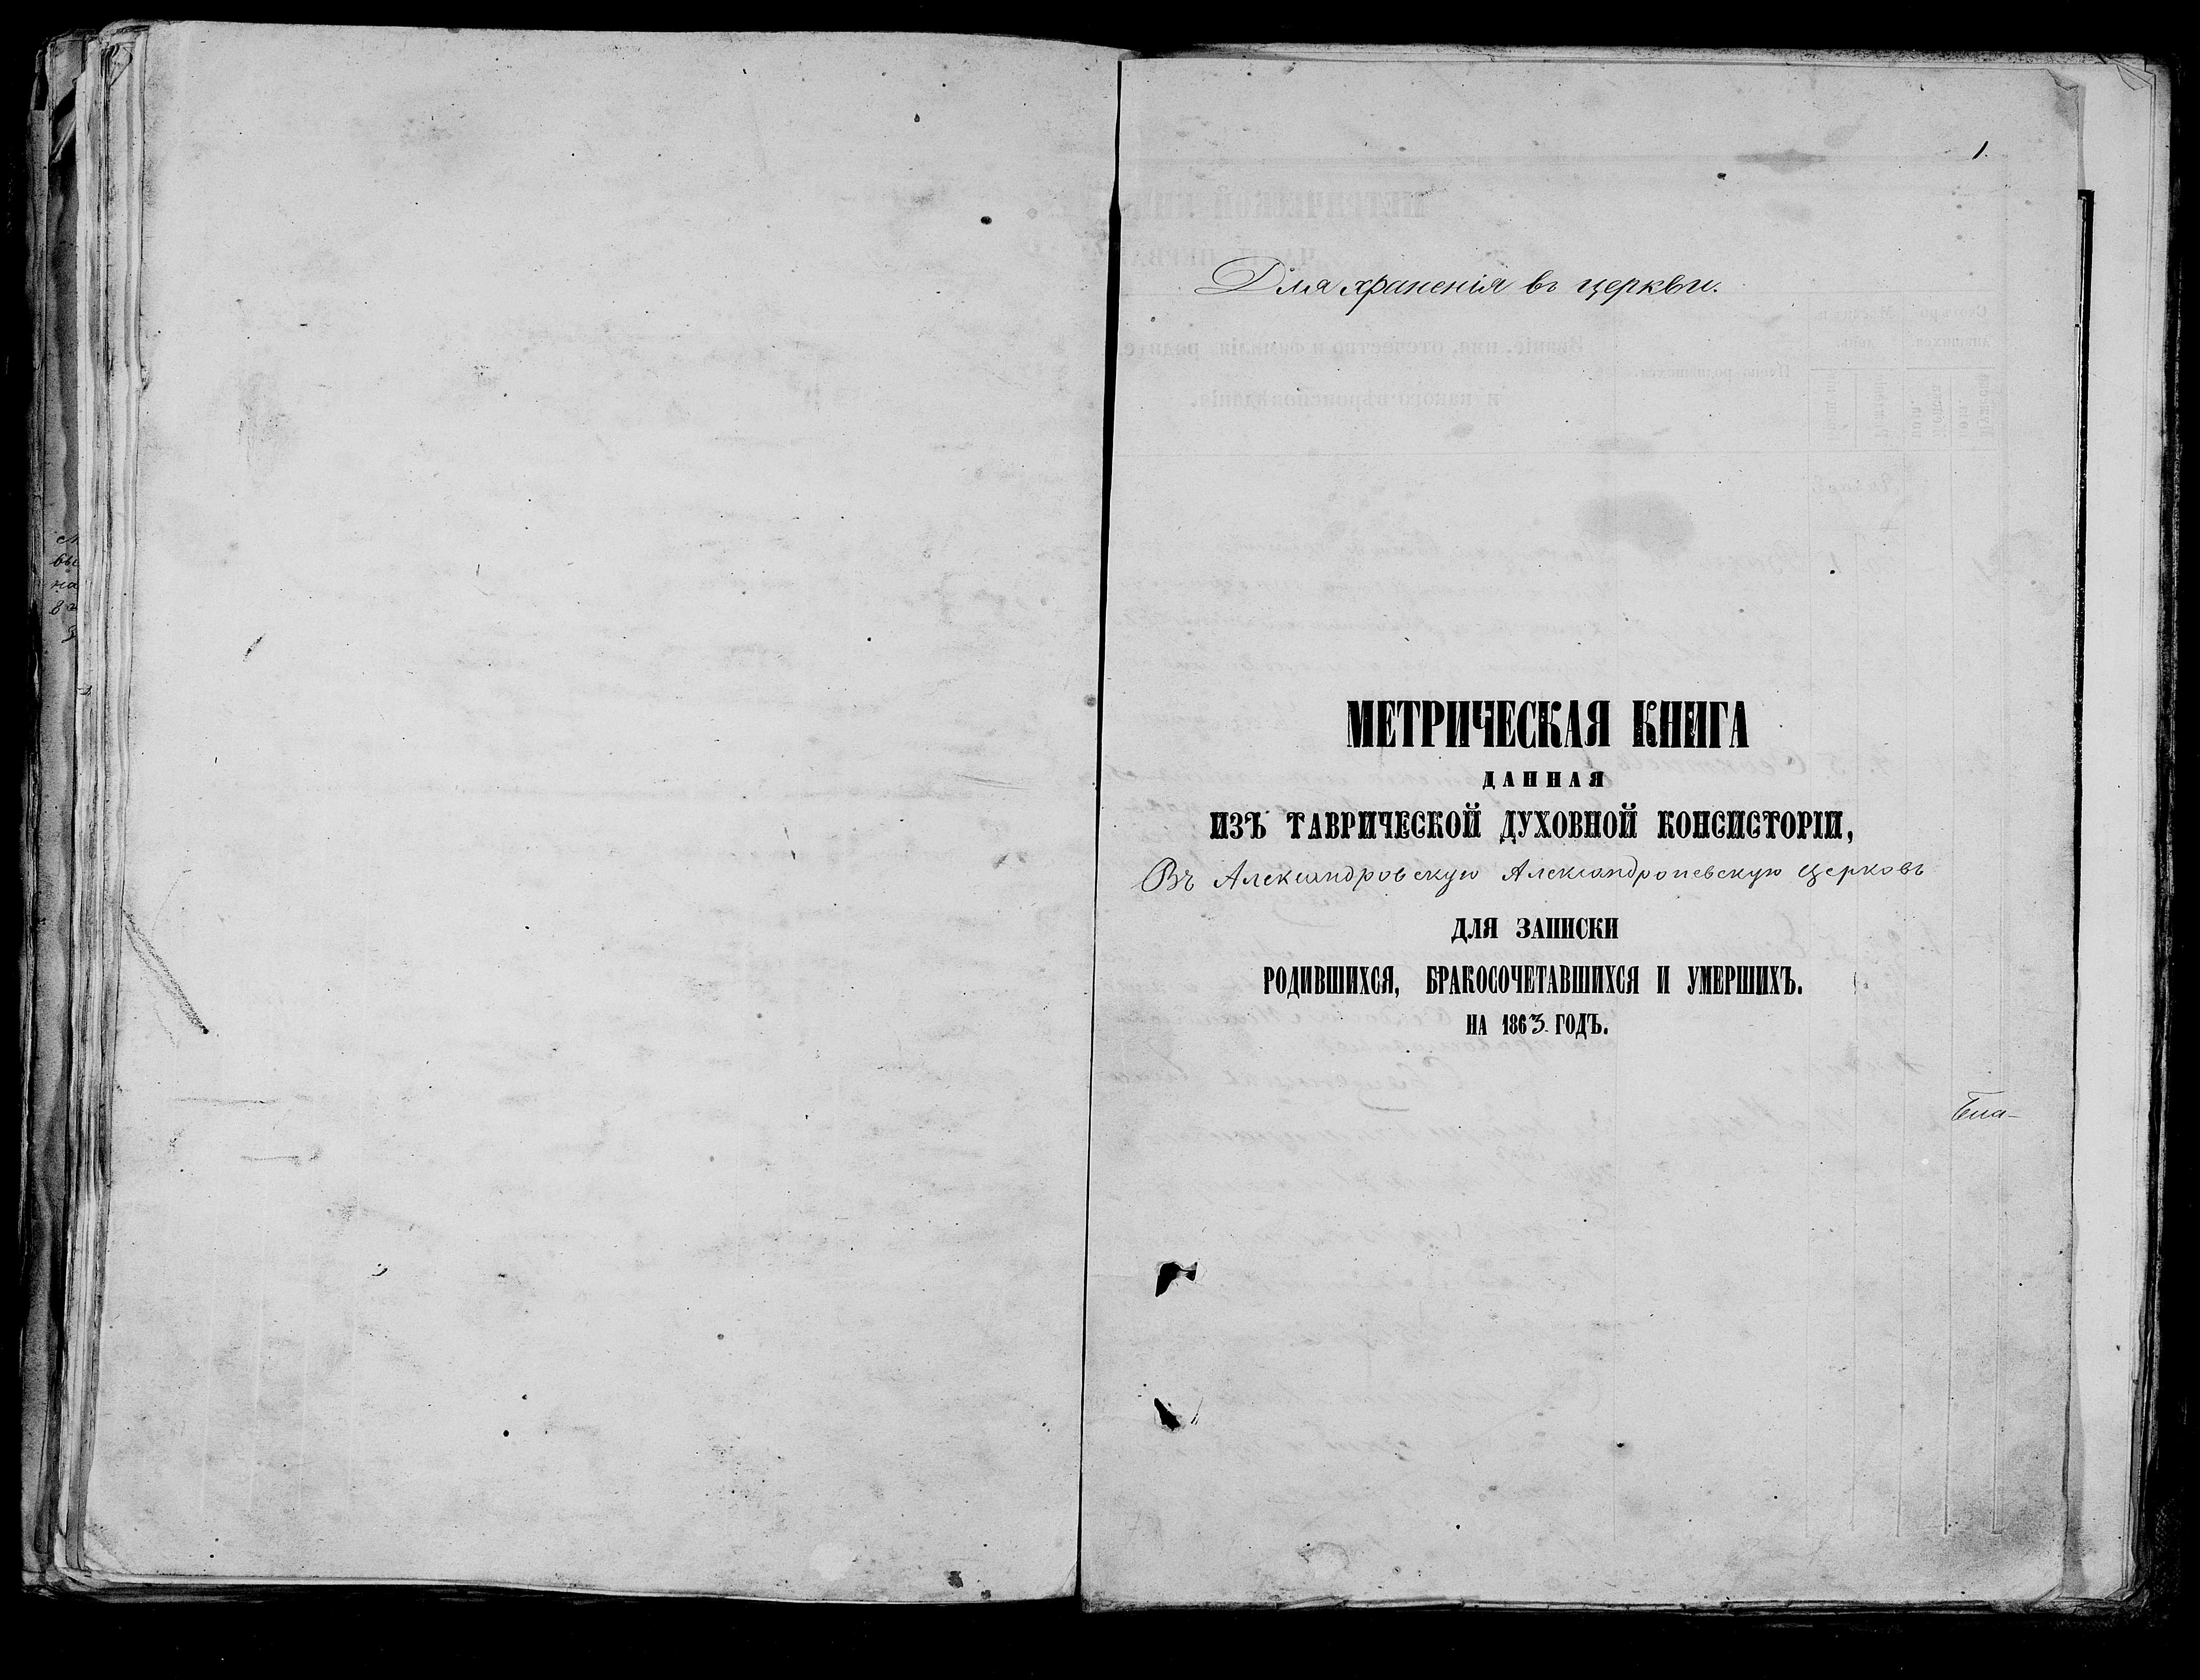 1.
Для храненія въ церкви.
МЕТРИЧЕСКАЯ КНИГА
ДАННАЯ
ИЗЪ ТАВРИЧЕСКОЙ ДУХОВНОЙ КОНСИСТОРІИ,
Въ Александровскую Александроневскую церковь
ДЛЯ ЗАПИСКИ
РОДИВШИХСЯ, БРАКОСОЧЕТАВШИХСЯ И УМЕРШИХЪ.
НА 1863 ГОДЪ.